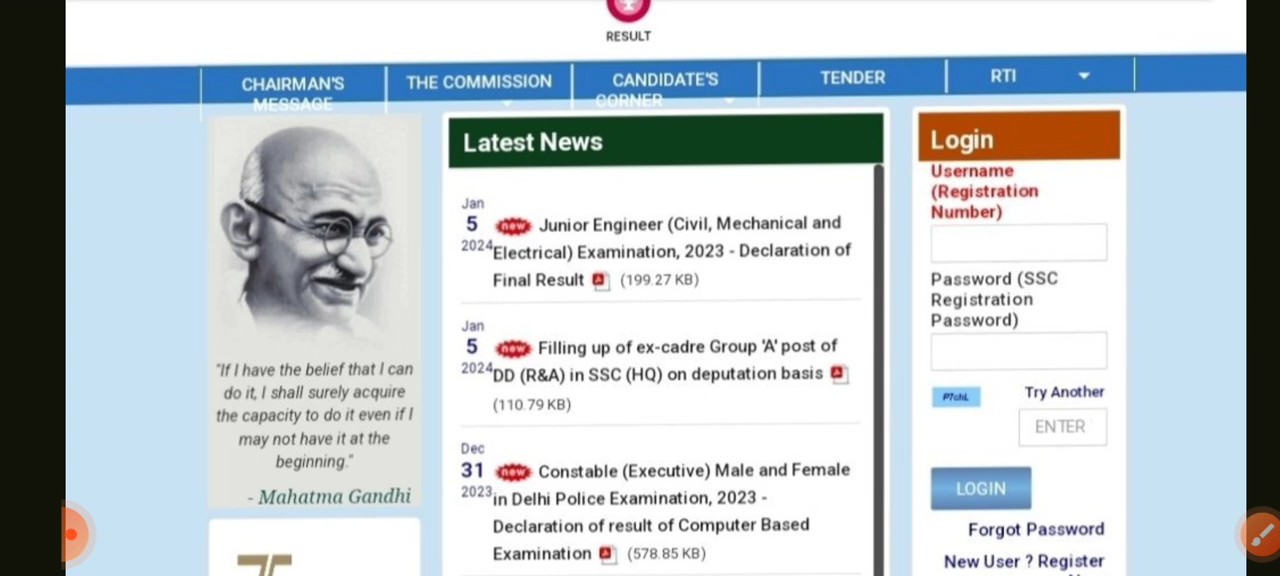 RESULT
CHAIRMAN'S
MESSAGE
THE COMMISSION
CANDIDATE'S
CORNER
TENDER
RTI
"If I have the belief that I can
do it, I shall surely acquire
the capacity to do it even if I
may not have it at the
beginning."
- Mahatma Gandhi
75
Latest News
Jan
5
2024
new Junior Engineer (Civil, Mechanical and
Electrical) Examination, 2023 - Declaration of
Final Result (199.27 KB)
Jan
5
2024
new Filling up of ex-cadre Group 'A' post of
DD (R&A) in SSC (HQ) on deputation basis
(110.79 KB)
Dec
31
2023
new Constable (Executive) Male and Female
in Delhi Police Examination, 2023 -
Declaration of result of Computer Based
Examination (578.85 KB)
Login
Username
(Registration
Number)
Password (SSC
Registration
Password)
Try Another
ENTER
LOGIN
Forgot Password
New User ? Register